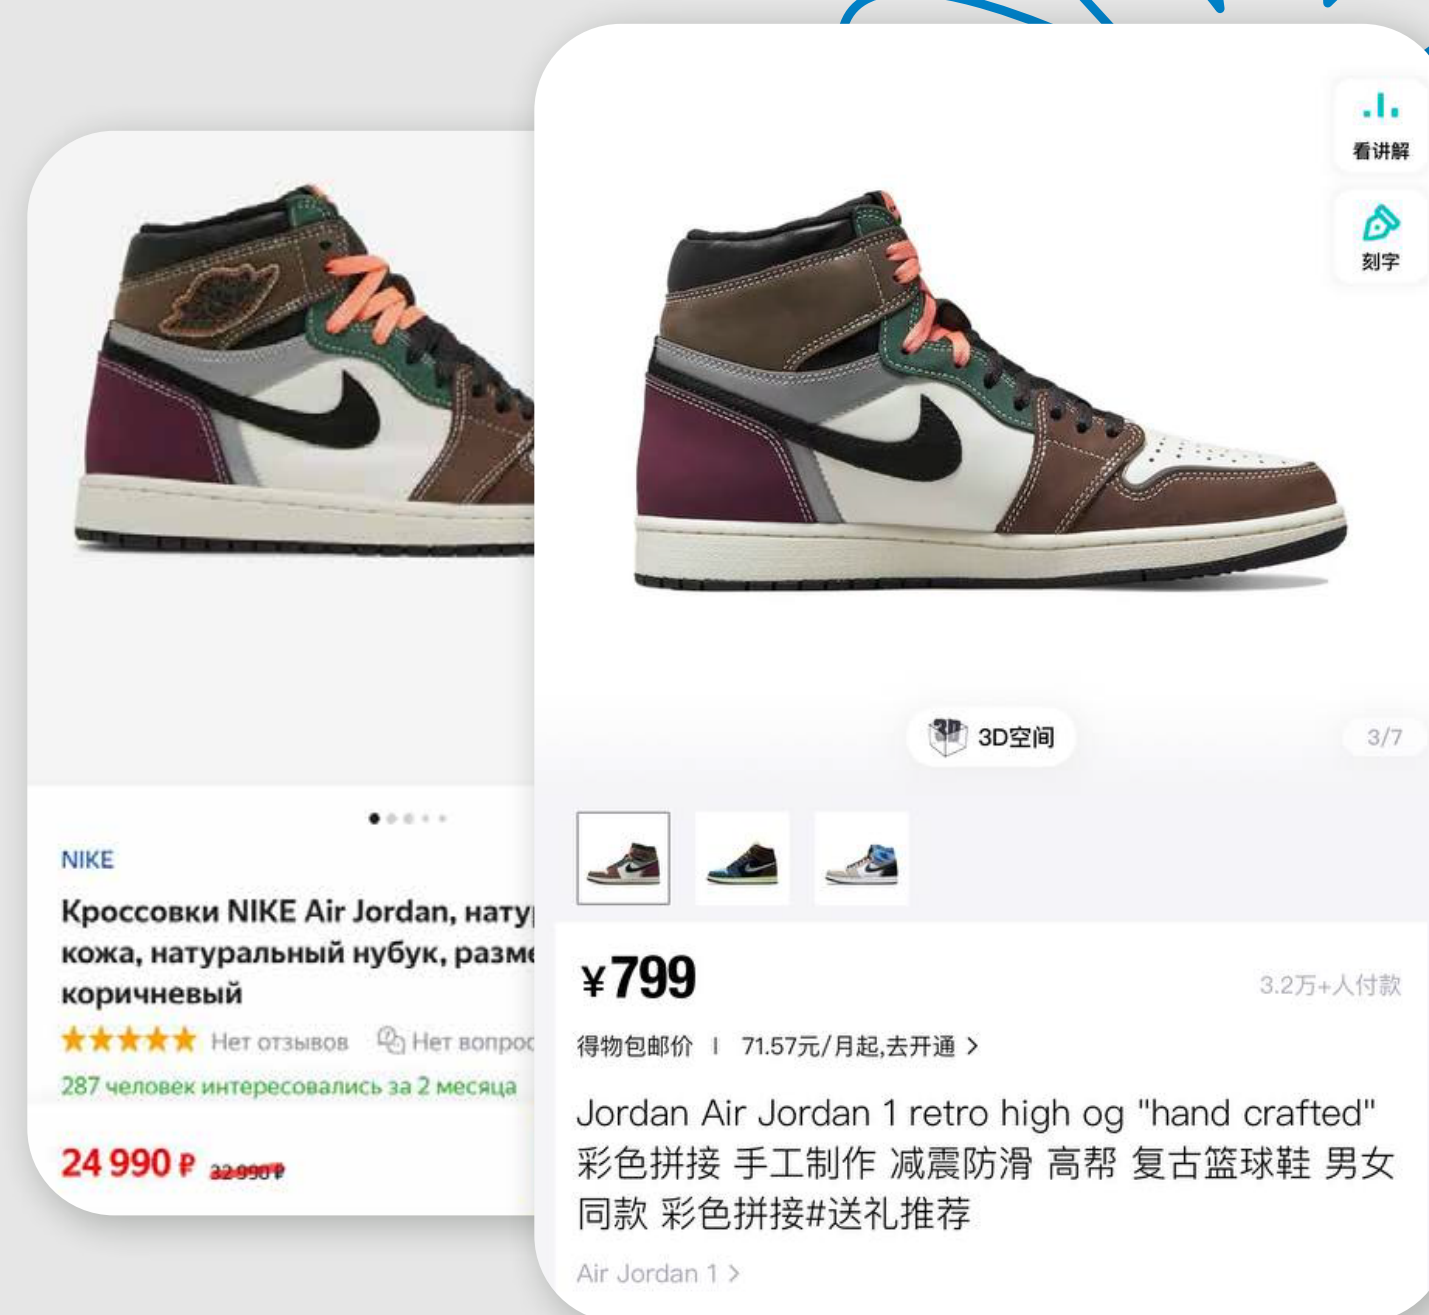 NIKE
Кроссовки NIKE Air Jordan,
кожа, натуральный нубук,
коричневый
Нет отзывов Нет
287 человек интересовались за 2 месяца
24 990 ₽ 32 990 ₽
看讲解
刻字
3D
3D空间
3/7
¥799
3.2万+人付款
得物包邮价 | 71.57元/月起,去开通 >
Jordan Air Jordan 1 retro high og "hand crafted"
彩色拼接 手工制作 减震防滑 高帮 复古篮球鞋 男女
同款 彩色拼接#送礼推荐
Air Jordan 1 >